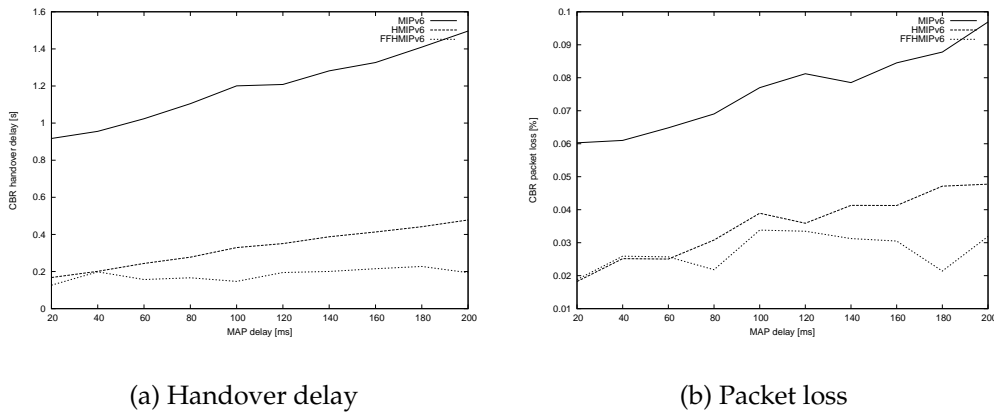 1.6
1.4
1.2
1
0.8
0.6
0.4
0.2
0
CBR handover delay [s]
MIPv6
HMIPv6
FFHMIPv6
20 40 60 80 100 120 140 160 180 200
MAP delay [ms]
(a) Handover delay
0.1
0.09
0.08
0.07
0.06
0.05
0.04
0.03
0.02
0.01
CBR packet loss [%]
MIPv6
HMIPv6
FFHMIPv6
20 40 60 80 100 120 140 160 180 200
MAP delay [ms]
(b) Packet loss